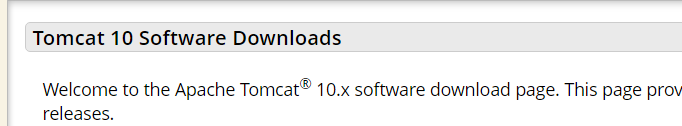 Tomcat 10 Software Downloads
Welcome to the Apache Tomcat® 10.x software download page. This page prov
releases.